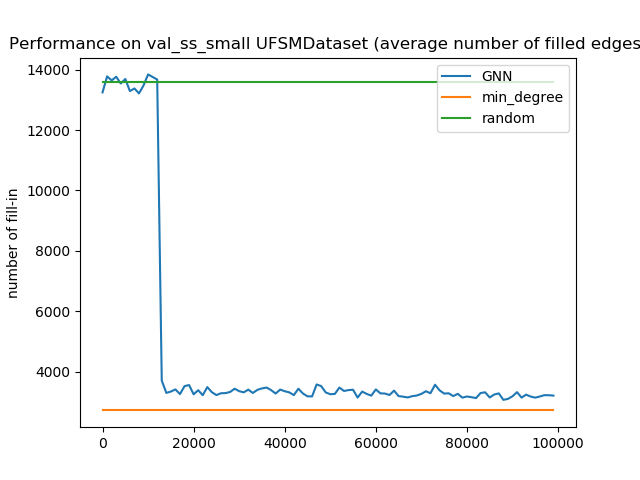 Performance on val_ss_small UFSMDataset (average number of filled edges
number of fill-in
14000
12000
10000
8000
6000
4000
GNN
min_degree
random
0
20000
40000
60000
80000
100000